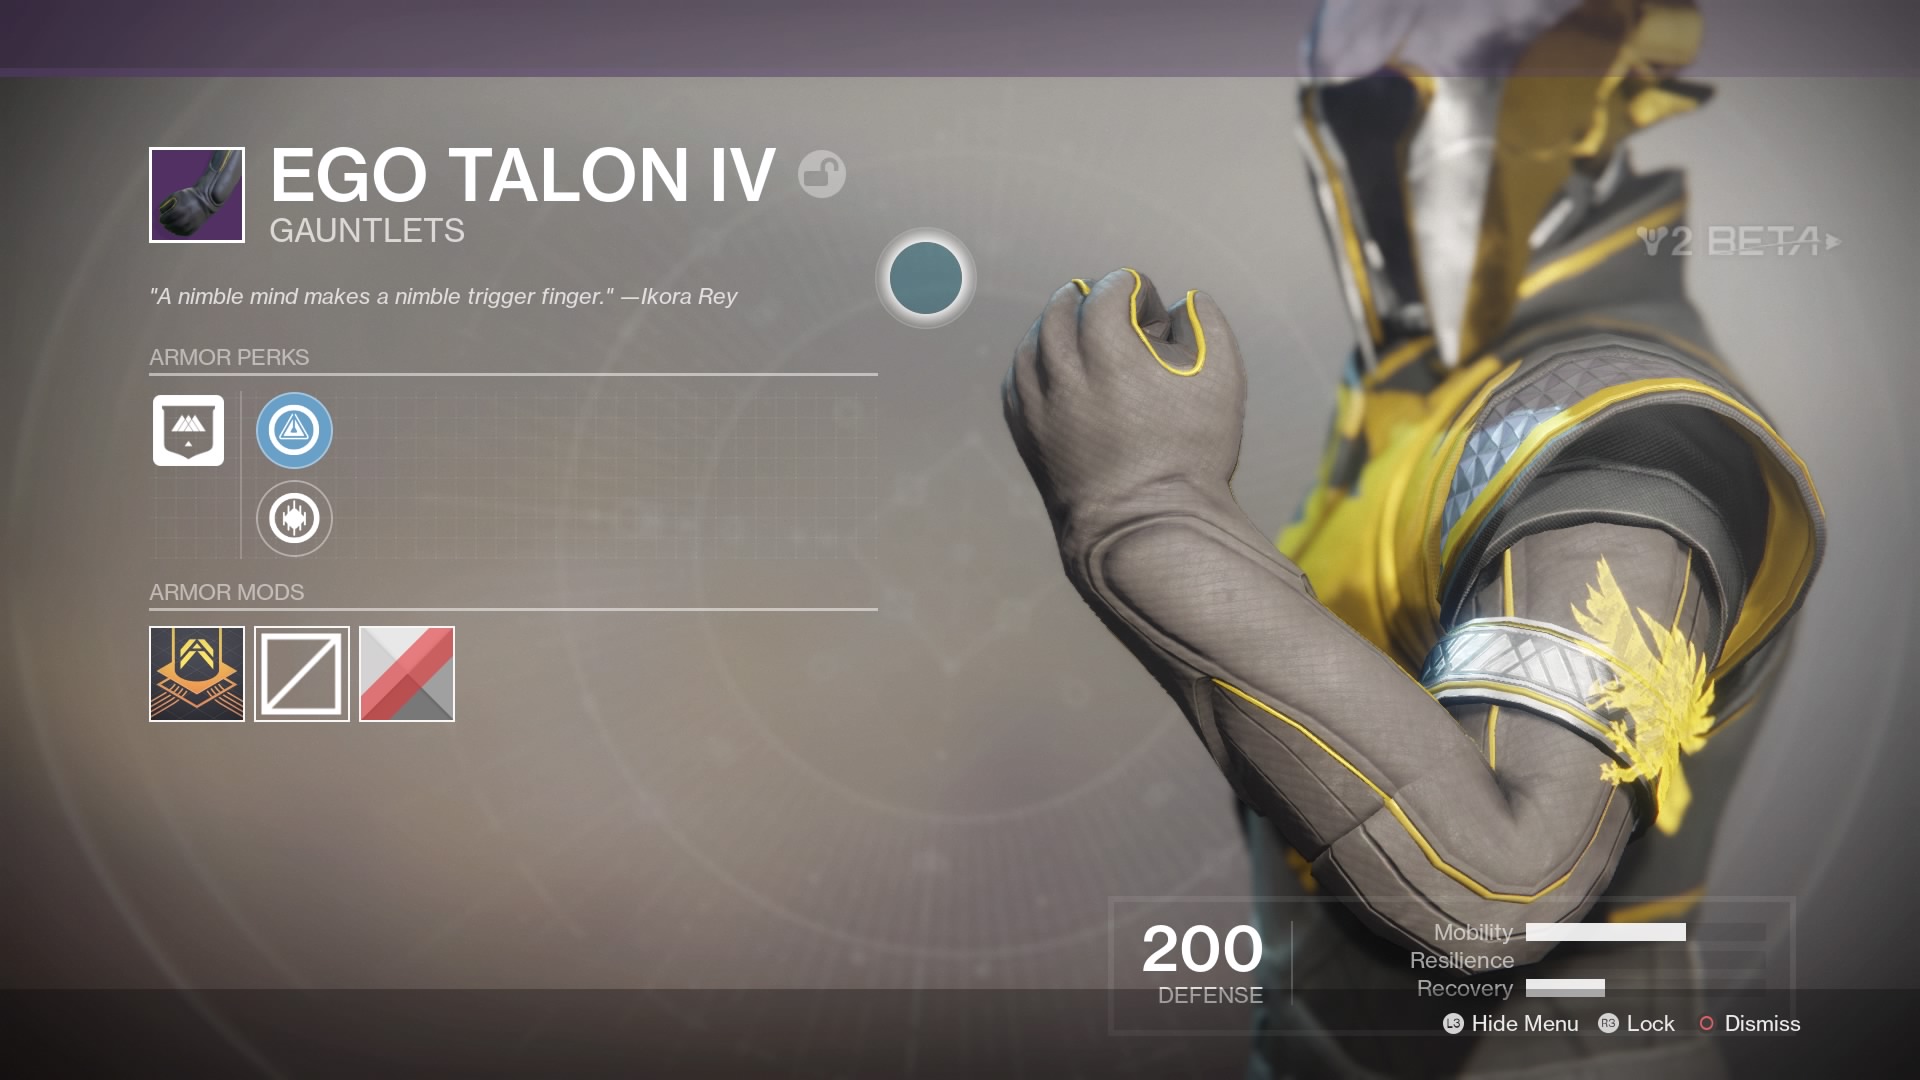 EGO TALON IV
GAUNTLETS
"A nimble mind makes a nimble trigger finger." —Ikora Rey
2 BETA
ARMOR PERKS
ARMOR MODS
200
DEFENSE
Mobility
Resilience
Recovery
L3 Hide Menu R3 Lock Dismiss